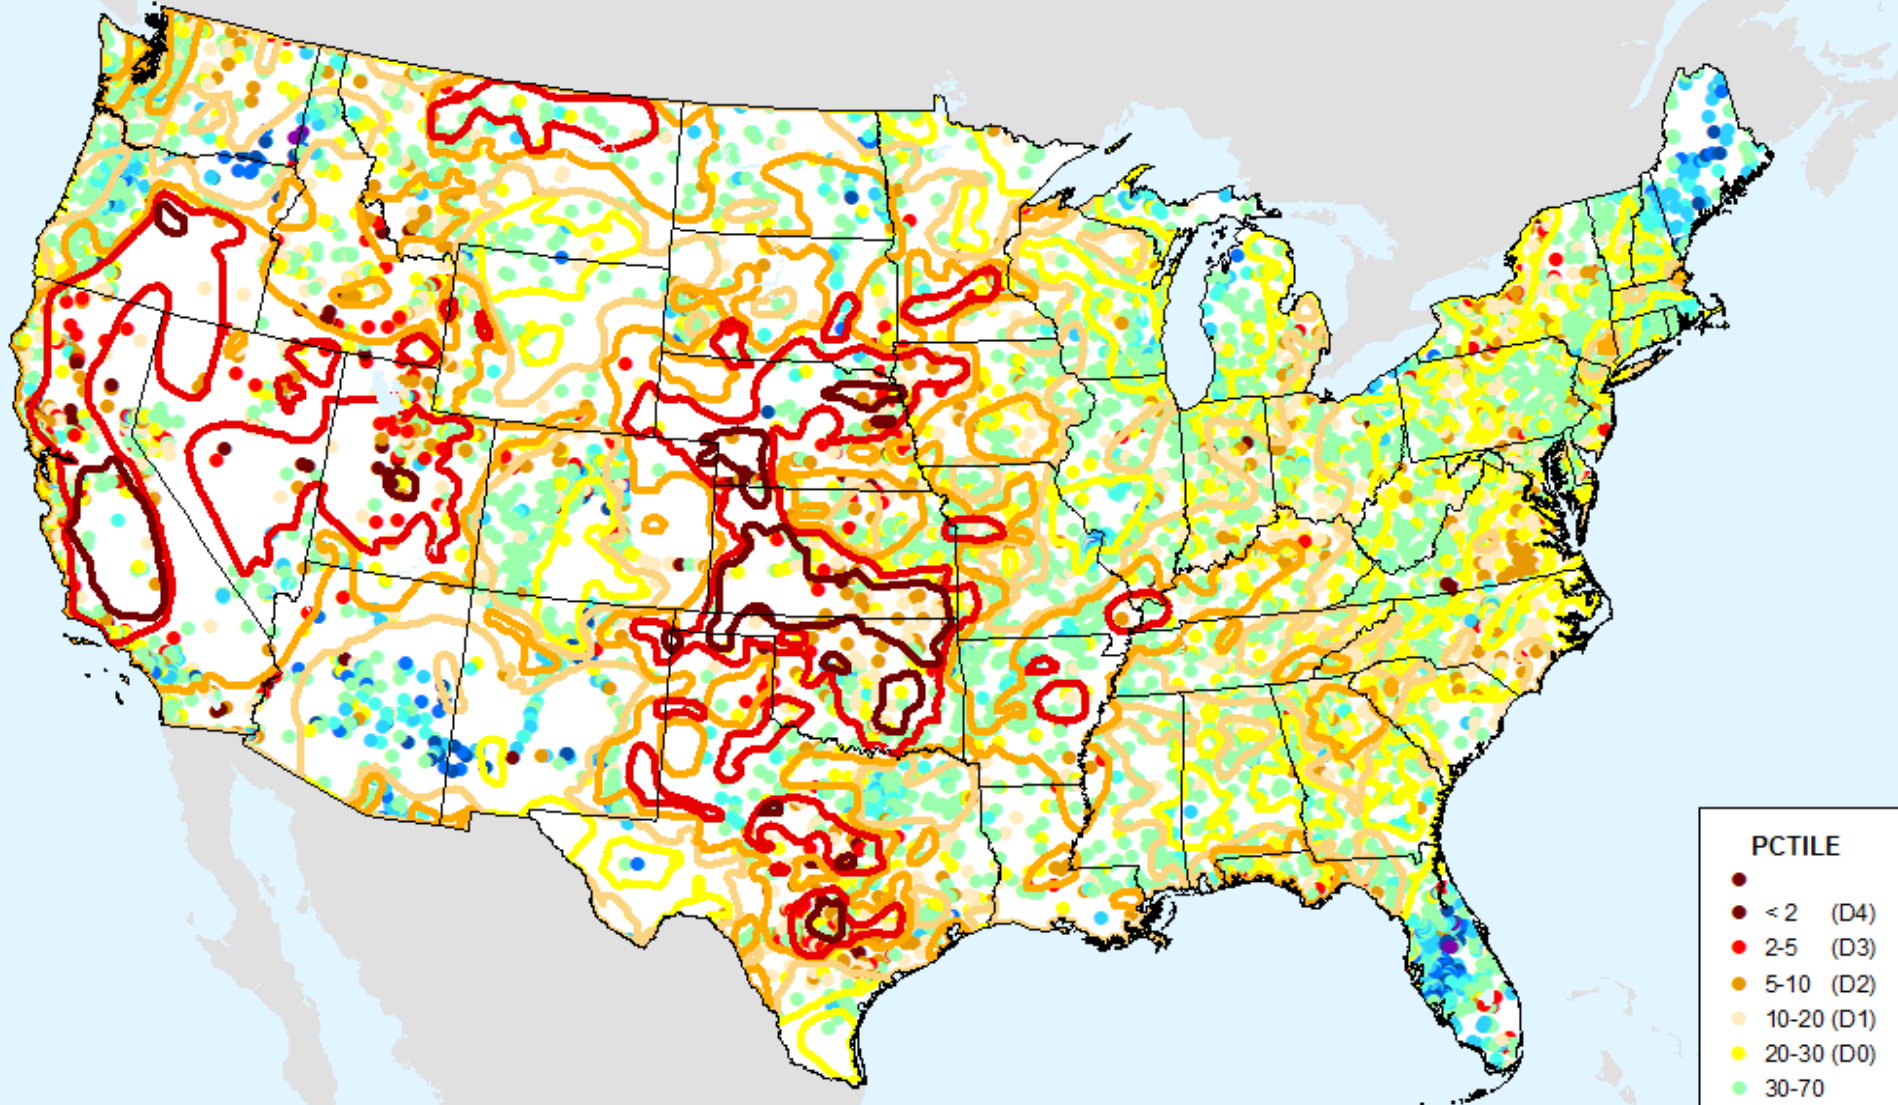 PCTILE
< 2 (D4)
2-5 (D3)
5-10 (D2)
10-20 (D1)
20-30 (D0)
30-70